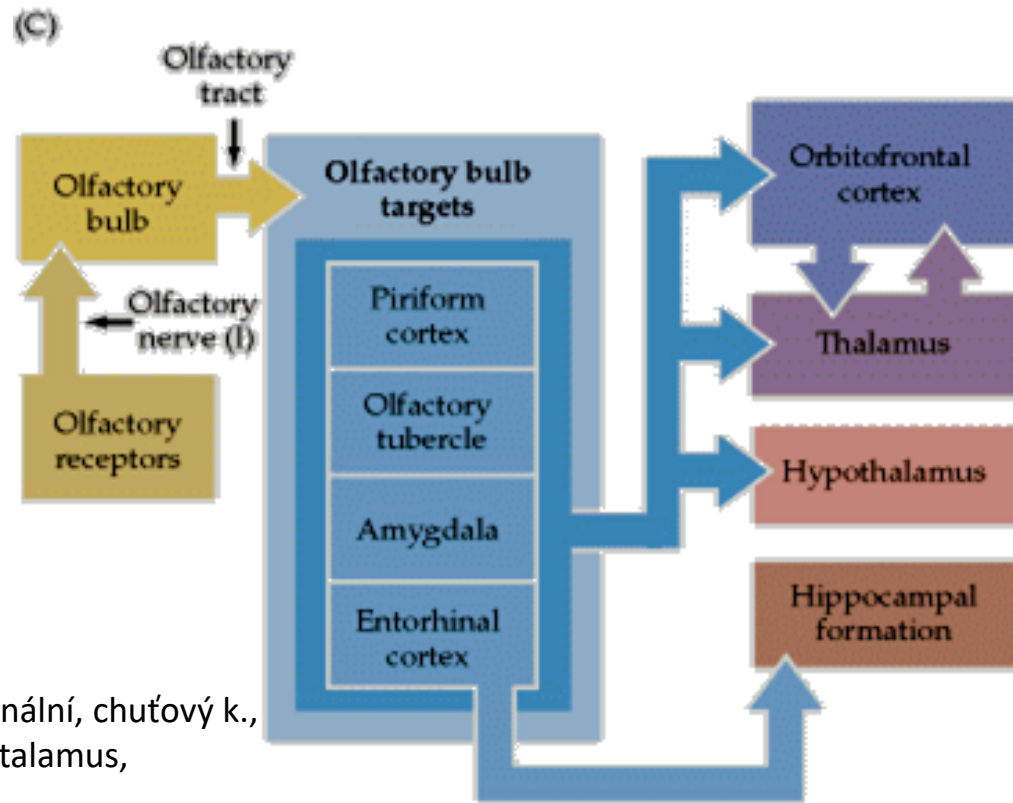 (C)
Olfactory
tract
Olfactory
bulb
Olfactory
nerve (I)
Olfactory
receptors
Olfactory bulb
targets
Piriform
cortex
Olfactory
tubercle
Amygdala
Entorhinal
cortex
Orbitofrontal
cortex
Thalamus
Hypothalamus
Hippocampal
formation
nální, chuťový k.,
talamus,